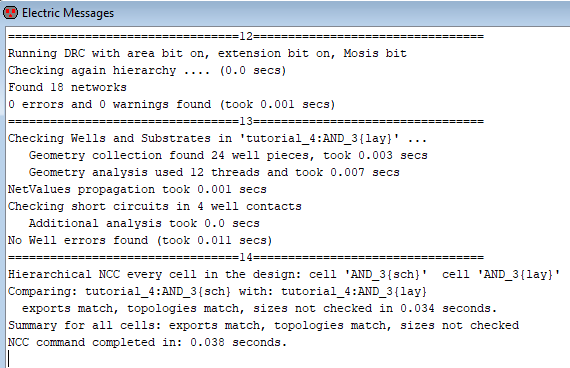 Electric Messages
=================================12=================================
Running DRC with area bit on, extension bit on, Mosis bit
Checking again hierarchy .... (0.0 secs)
Found 18 networks
0 errors and 0 warnings found (took 0.001 secs)
=================================13=================================
Checking Wells and Substrates in 'tutorial_4:AND_3{lay}' ...
   Geometry collection found 24 well pieces, took 0.003 secs
   Geometry analysis used 12 threads and took 0.007 secs
NetValues propagation took 0.001 secs
Checking short circuits in 4 well contacts
   Additional analysis took 0.0 secs
No Well errors found (took 0.011 secs)
=================================14=================================
Hierarchical NCC every cell in the design: cell 'AND_3{sch}'  cell 'AND_3{lay}'
Comparing: tutorial_4:AND_3{sch} with: tutorial_4:AND_3{lay}
  exports match, topologies match, sizes not checked in 0.034 seconds.
Summary for all cells: exports match, topologies match, sizes not checked
NCC command completed in: 0.038 seconds.